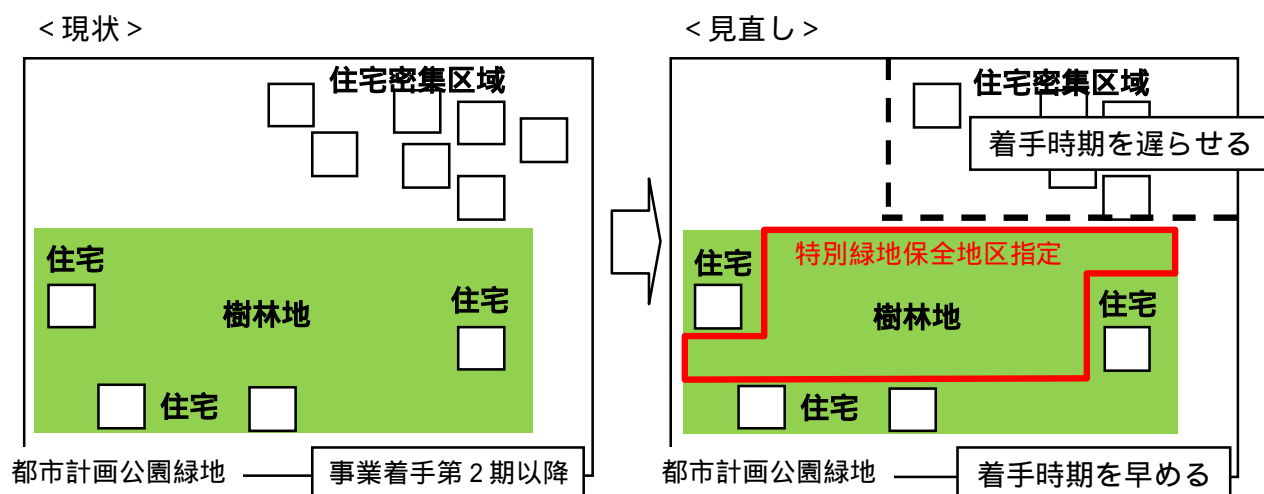 <現状>
住宅密集区域
住宅
樹林地
住宅
住宅
都市計画公園緑地
事業着手第２期以降
<見直し>
住宅密集区域
着手時期を遅らせる
特別緑地保全地区指定
住宅
樹林地
住宅
住宅
都市計画公園緑地
着手時期を早める